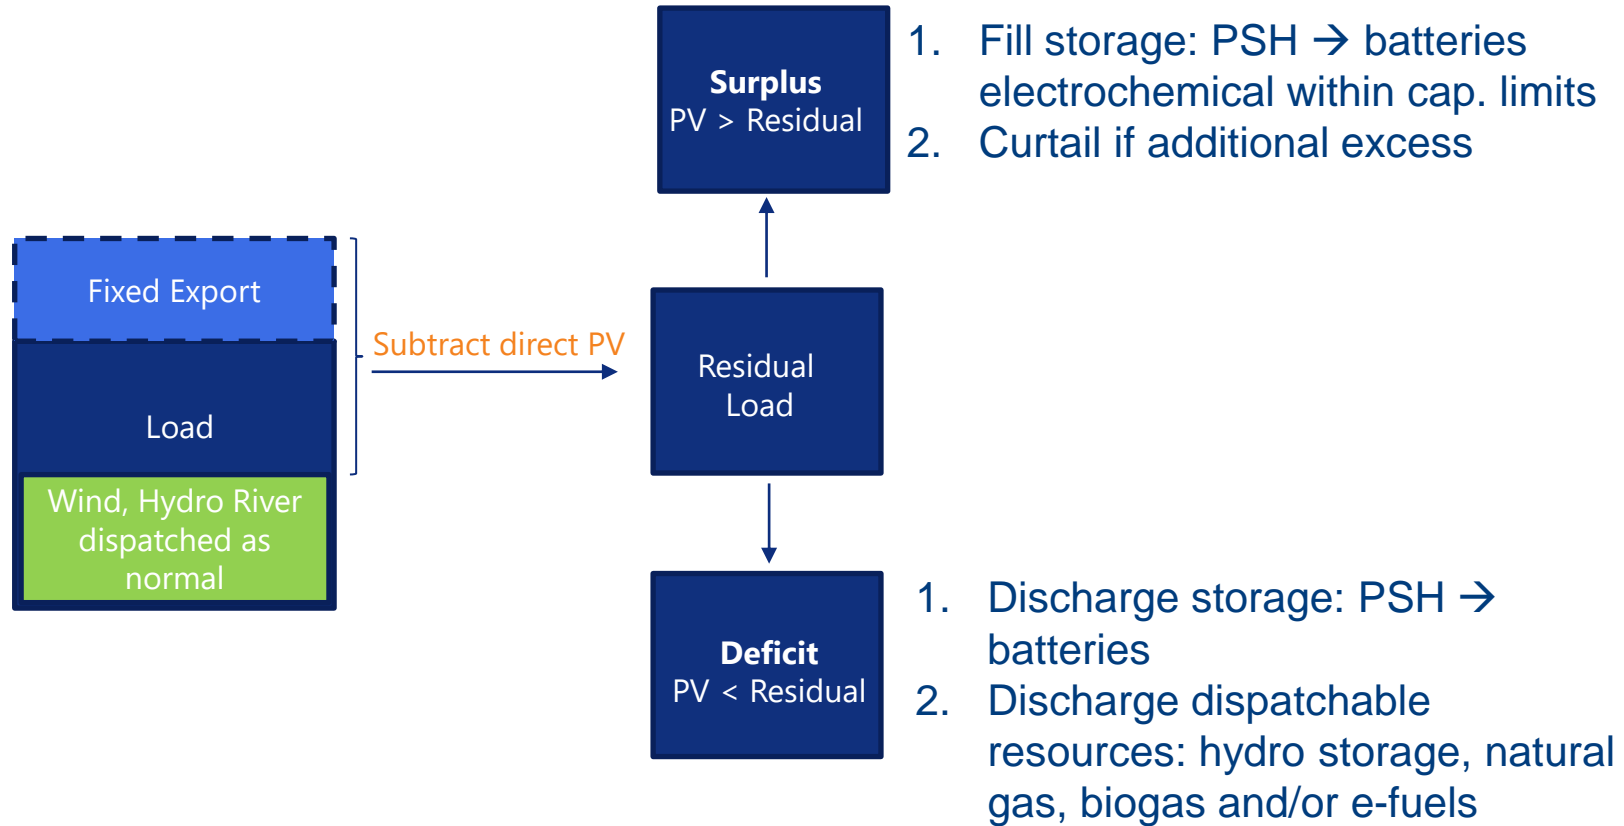 Surplus
PV > Residual
1. Fill storage: PSH → batteries
electrochemical within cap. limits
2. Curtail if additional excess
Fixed Export
Load
Wind, Hydro River
dispatched as
normal
Subtract direct PV
Residual
Load
Deficit
PV < Residual
1. Discharge storage: PSH →
batteries
2. Discharge dispatchable
resources: hydro storage, natural
gas, biogas and/or e-fuels